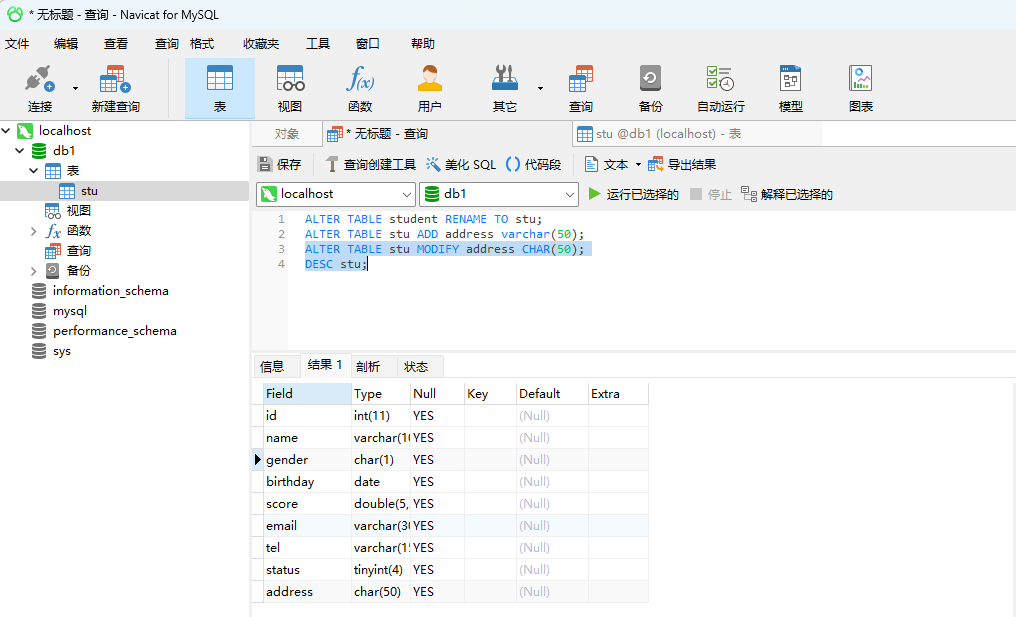 * 无标题 - 查询 - Navicat for MySQL
文件 编辑 查看 查询 格式 收藏夹 工具 窗口 帮助
连接 新建查询 表 视图 函数 用户 其它 查询 备份 自动运行 模型 图表
localhost
db1
表
stu
视图
函数
查询
备份
information_schema
mysql
performance_schema
sys
对象 * 无标题 - 查询 stu @db1 (localhost) - 表
保存 查询创建工具 美化 SQL () 代码段 文本 导出结果
localhost db1 运行已选择的 停止 解释已选择的
1 ALTER TABLE student RENAME TO stu;
2 ALTER TABLE stu ADD address varchar(50);
3 ALTER TABLE stu MODIFY address CHAR(50);
4 DESC stu;
信息 结果 1 剖析 状态
Field Type Null Key Default Extra
id int(11) YES (Null)
name varchar(10 YES (Null)
gender char(1) YES (Null)
birthday date YES (Null)
score double(5, YES (Null)
email varchar(30 YES (Null)
tel varchar(15 YES (Null)
status tinyint(4) YES (Null)
address char(50) YES (Null)